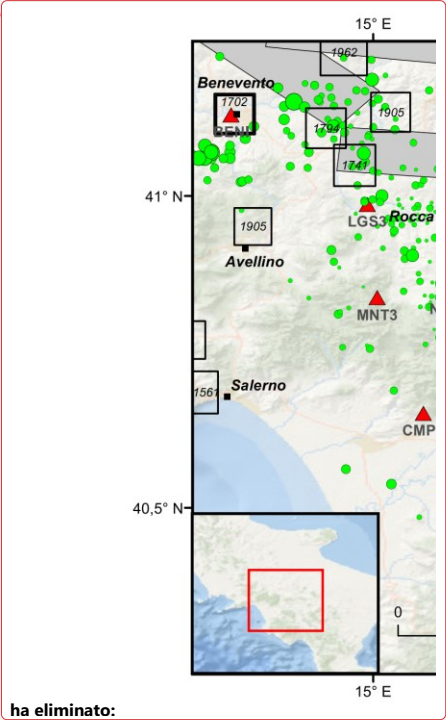 15° E
1962
Benevento
1702
1905
BENI
1794
1741
41° N
LGS3
Rocca
1905
Avellino
MNT3
N
1561
Salerno
CMP
40,5° N
0
15° E
ha eliminato: